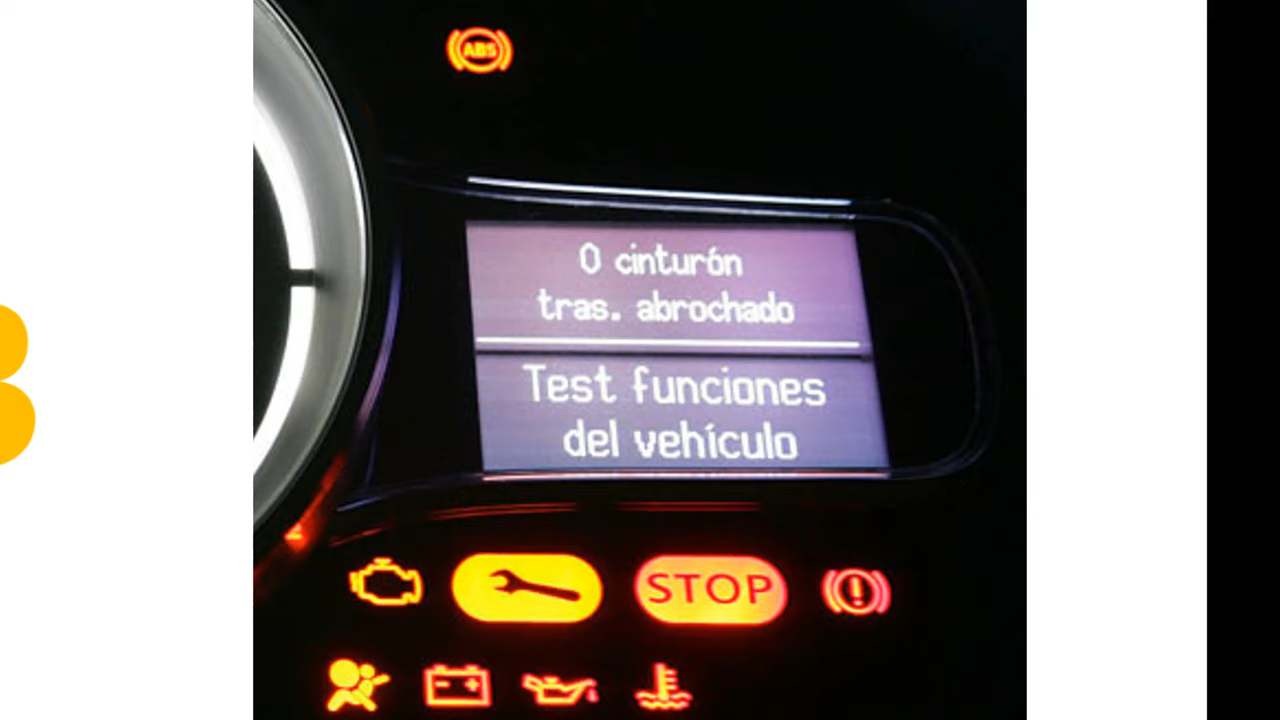 ABS
0 cinturón
tras. abrochado
Test funciones
del vehículo
STOP